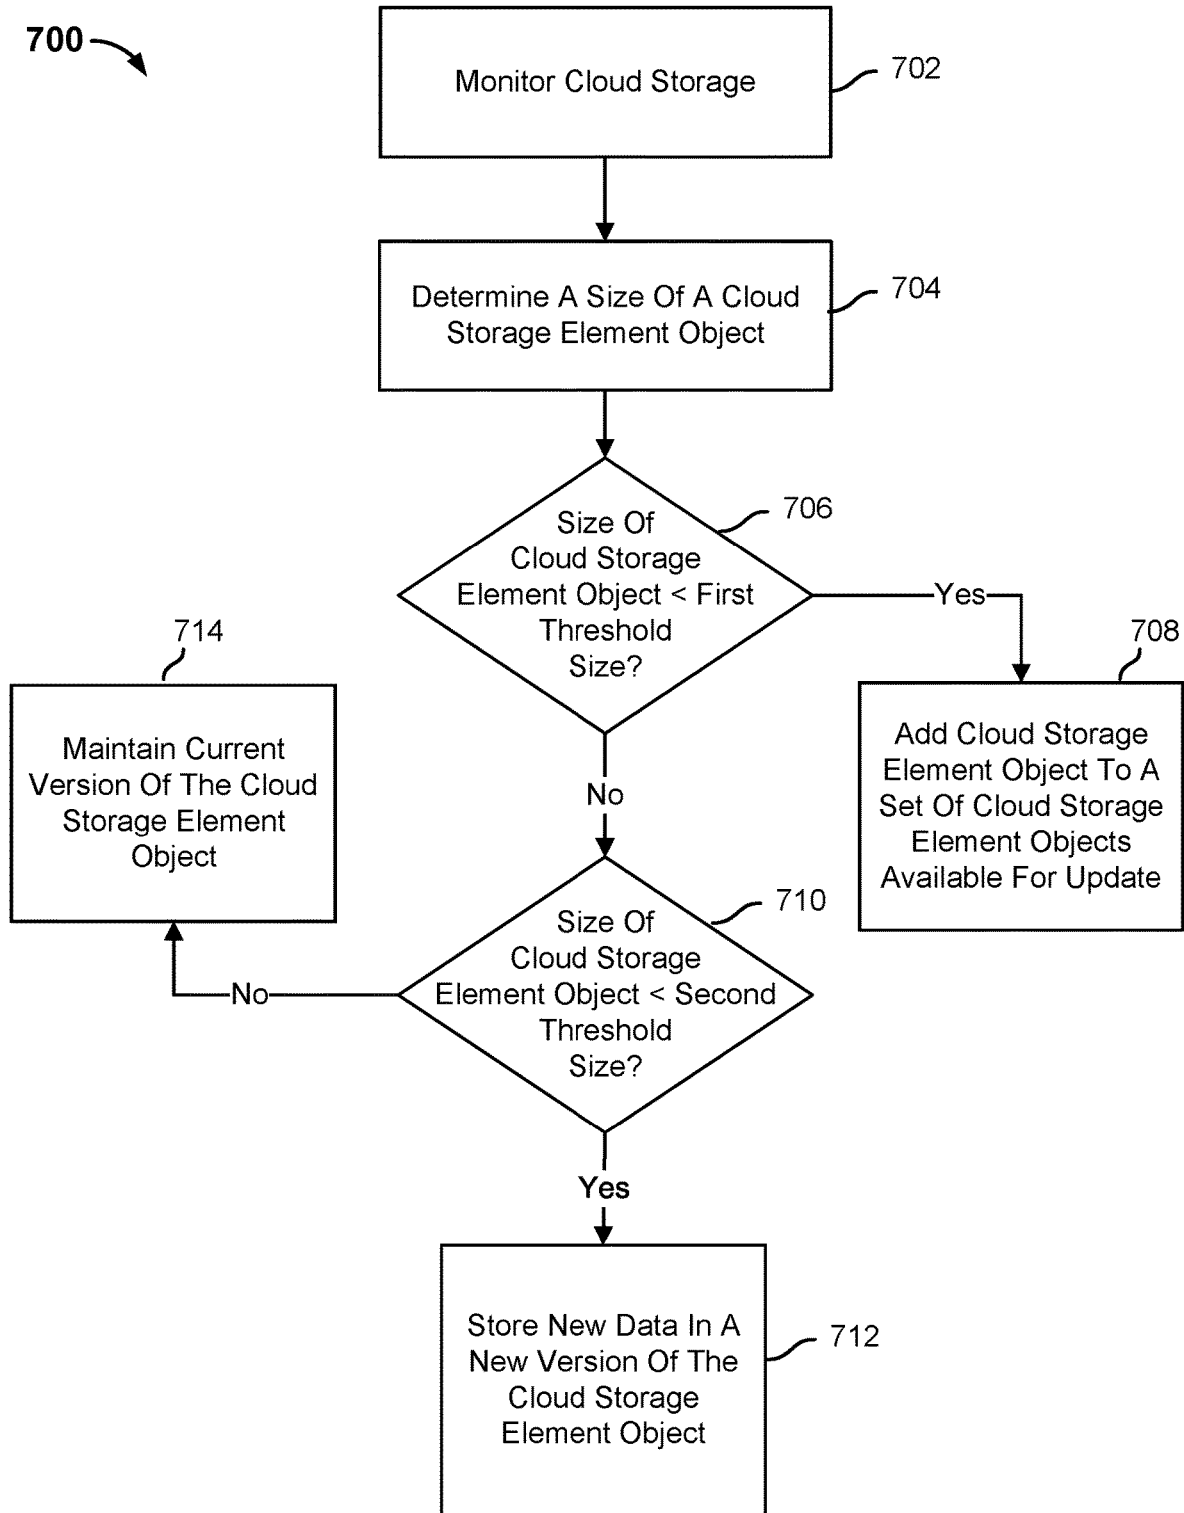 700
Monitor Cloud Storage
702
Determine A Size Of A Cloud
Storage Element Object
704
Size Of
Cloud Storage
Element Object < First
Threshold
Size?
706
Yes
708
Add Cloud Storage
Element Object To A
Set Of Cloud Storage
Element Objects
Available For Update
No
714
Maintain Current
Version Of The Cloud
Storage Element
Object
Size Of
Cloud Storage
Element Object < Second
Threshold
Size?
710
No
Yes
Store New Data In A
New Version Of The
Cloud Storage
Element Object
712